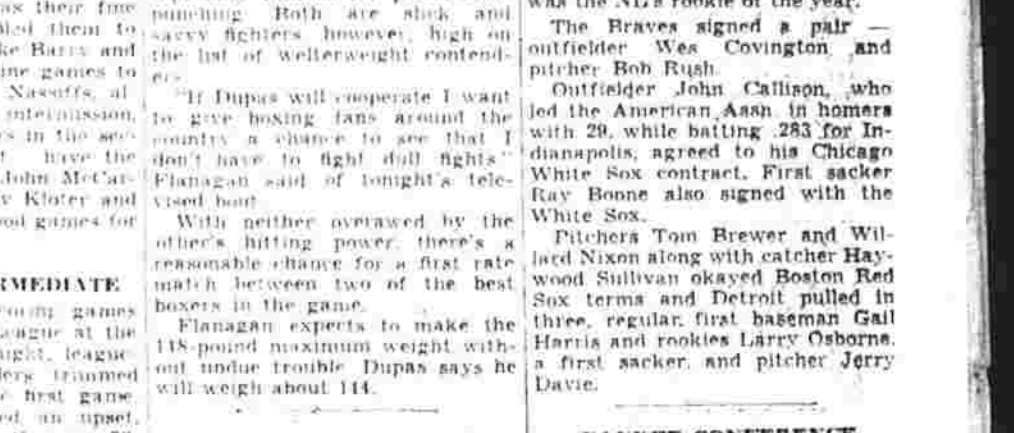 as their fine
them to
ke Barry and
ine games to
Nassoffs, al-
intermission,
rs in the sec-
have the
John McCar-
y Kloter and
ood games for
RMEDIATE
games
league at the
ight, league
trimmed
first game
ed an upset,
punching. Both are slick and
savvy fighters however, high on
the list of welterweight contend-
ers.
"If Dupas will cooperate I want
to give boxing fans around the
country a chance to see that I
don't have to fight dull fights"
Flanagan said of tonight's tele-
vised bout.
With neither overawed by the
other's hitting power, there's a
reasonable chance for a first rate
match between two of the best
boxers in the game.
Flanagan expects to make the
148-pound maximum weight with-
out undue trouble. Dupas says he
will weigh about 144.
was the NL's rookie of the year.
The Braves signed a pair —
outfielder Wes Covington and
pitcher Bob Rush.
Outfielder John Callison, who
led the American Assn. in homers
with 29, while batting .283 for In-
dianapolis, agreed to his Chicago
White Sox contract. First sacker
Ray Boone also signed with the
White Sox.
Pitchers Tom Brewer and Wil-
lard Nixon along with catcher Hay-
wood Sullivan okayed Boston Red
Sox terms and Detroit pulled in
three, regular, first baseman Gail
Harris and rookies Larry Osborne,
a first sacker, and pitcher Jerry
Davie.
CONFERENCE